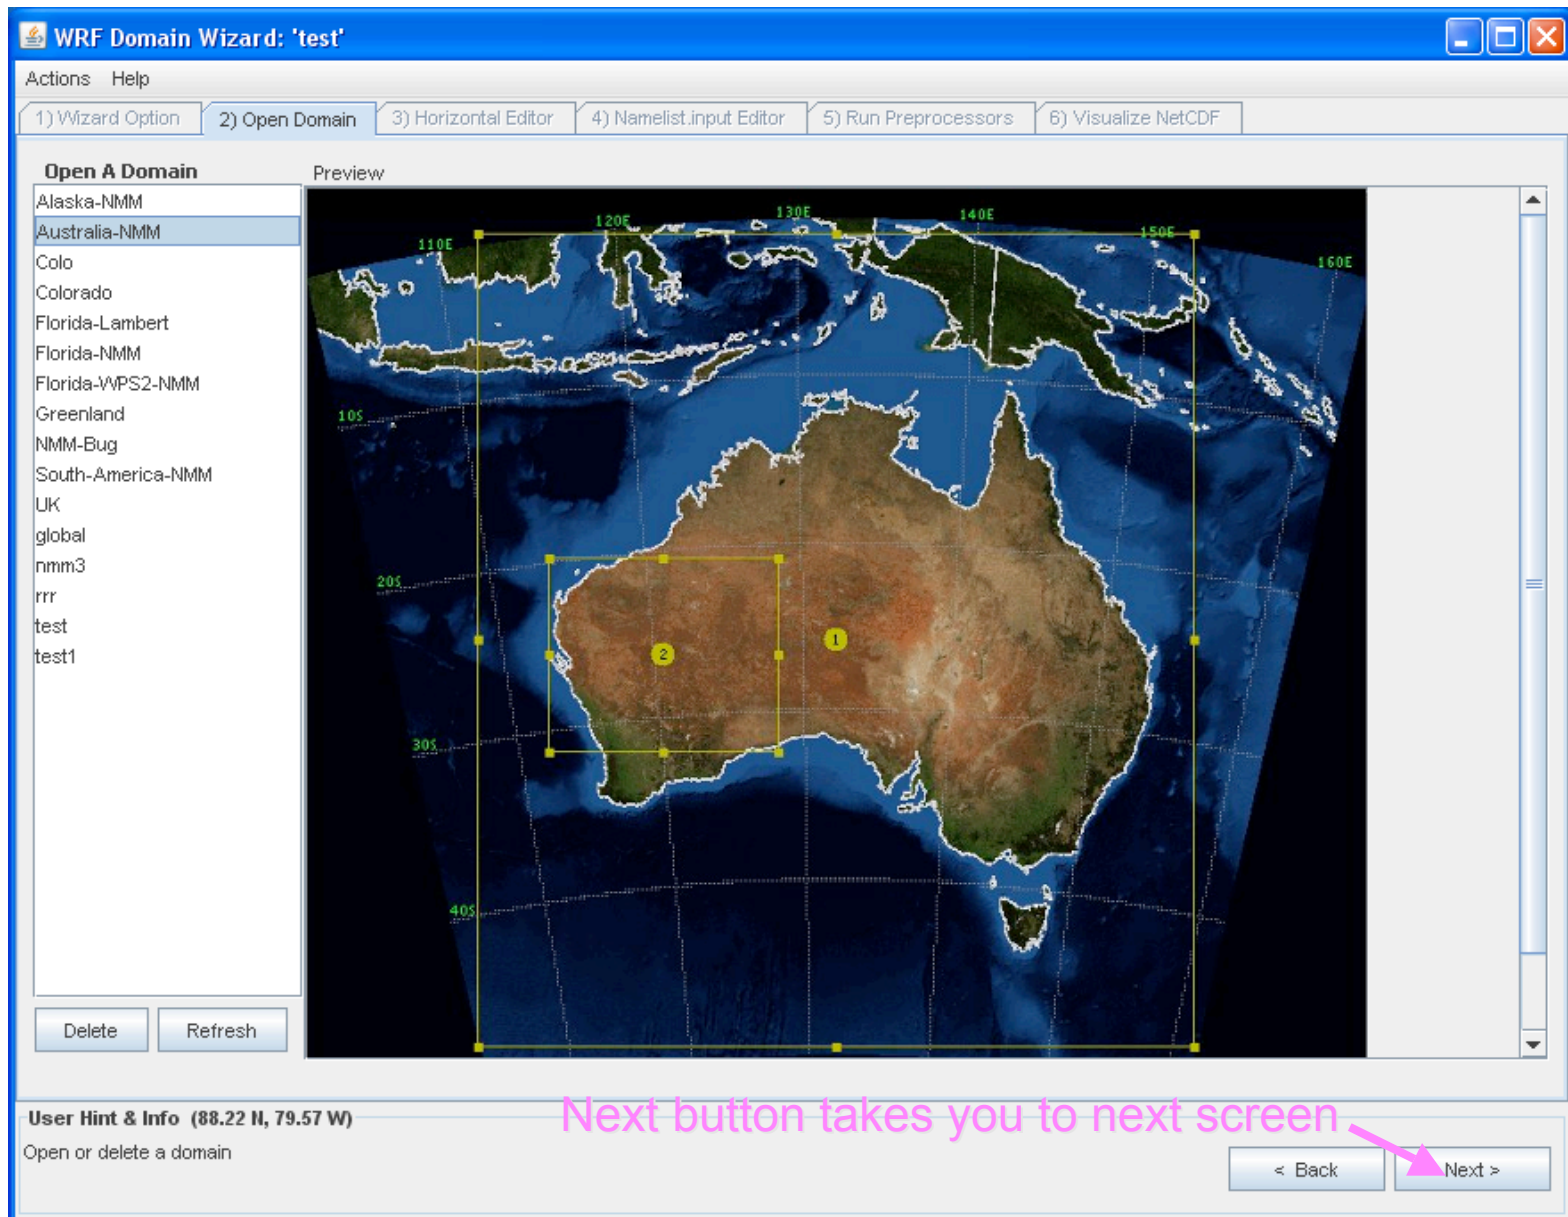 WRF Domain Wizard: 'test'
Actions Help
1) Wizard Option 2) Open Domain 3) Horizontal Editor 4) Namelist.input Editor 5) Run Preprocessors 6) Visualize NetCDF
Open A Domain
Preview
Alaska-NMM
Australia-NMM
Colo
Colorado
Florida-Lambert
Florida-NMM
Florida-WPS2-NMM
Greenland
NMM-Bug
South-America-NMM
UK
global
nmm3
rrr
test
test1
110E
120E
130E
140E
150E
160E
10S
20S
30S
40S
2
1
Delete Refresh
User Hint & Info (88.22 N, 79.57 W)
Next button takes you to next screen
Open or delete a domain
< Back Next >